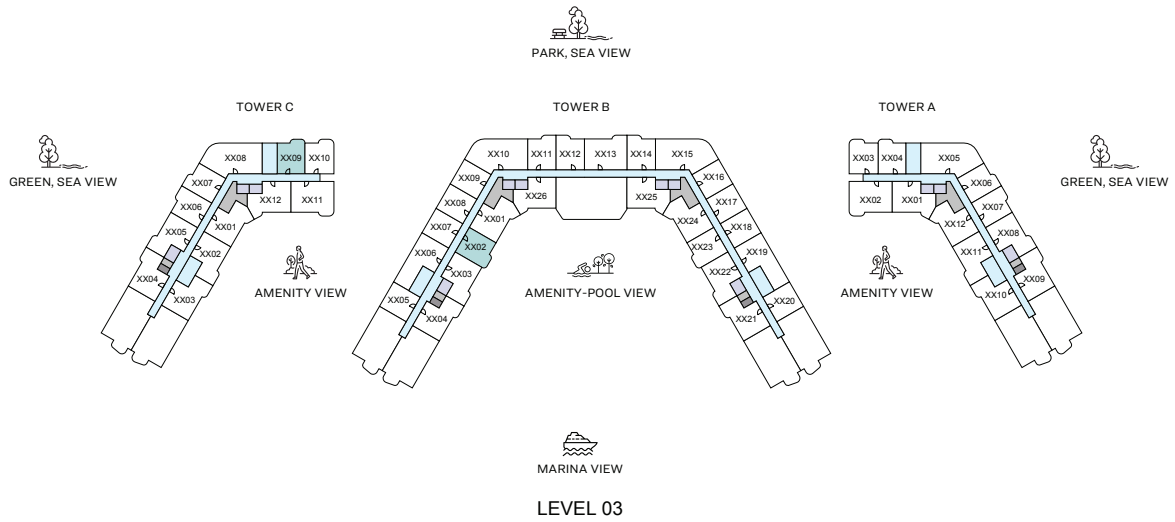 PARK, SEA VIEW
TOWER C
TOWER B
TOWER A
GREEN, SEA VIEW
GREEN, SEA VIEW
XX08
XX09
XX10
XX07
XX12
XX11
XX06
XX01
XX05
XX02
XX04
XX03
XX10
XX11
XX12
XX13
XX14
XX15
XX09
XX26
XX25
XX16
XX08
XX01
XX24
XX17
XX07
XX02
XX23
XX18
XX06
XX03
XX22
XX19
XX05
XX04
XX21
XX20
XX03
XX04
XX05
XX02
XX01
XX06
XX12
XX07
XX11
XX08
XX10
XX09
AMENITY VIEW
AMENITY-POOL VIEW
AMENITY VIEW
MARINA VIEW
LEVEL 03